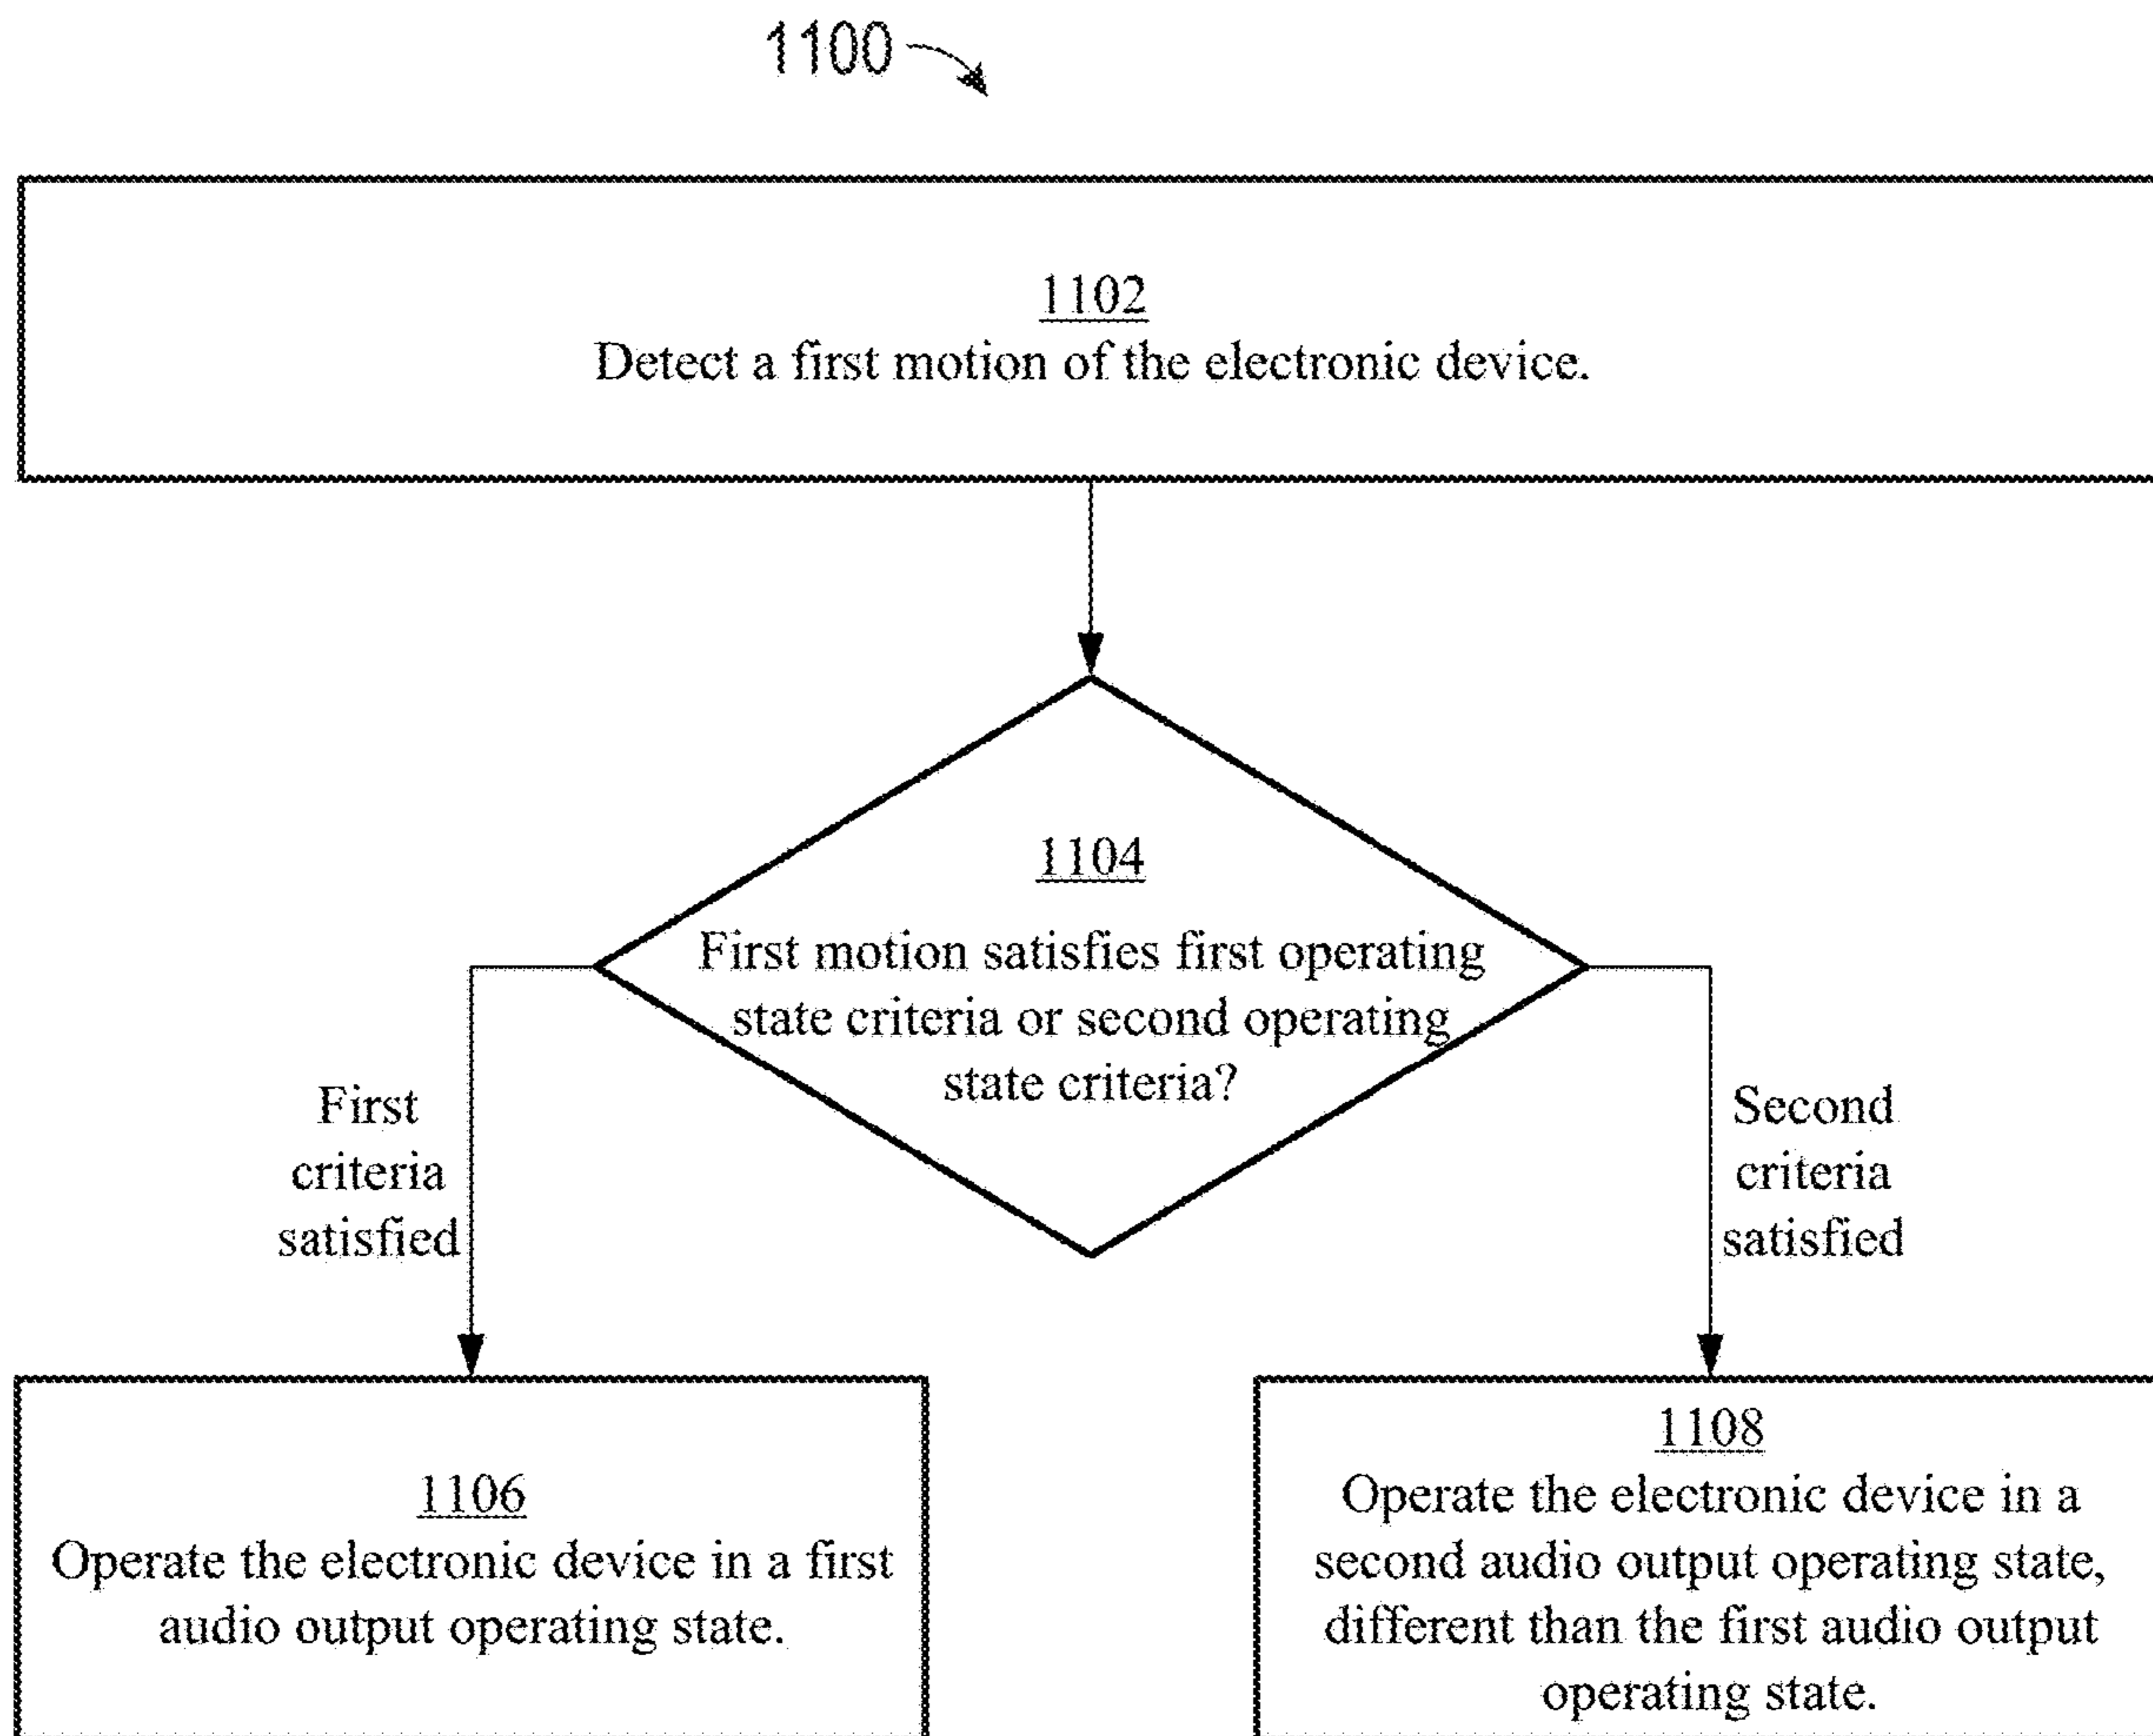 1100
1102
Detect a first motion of the electronic device.
1104
First motion satisfies first operating
state criteria or second operating
state criteria?
First
criteria
satisfied
Second
criteria
satisfied
1106
Operate the electronic device in a first
audio output operating state.
1108
Operate the electronic device in a
second audio output operating state,
different than the first audio output
operating state.